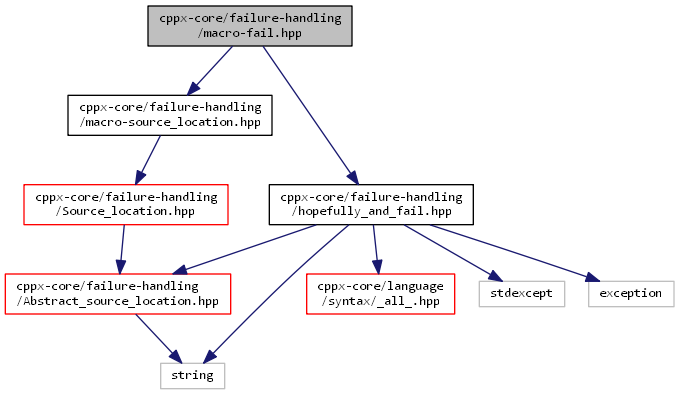 cppx-core/failure-handling
/macro-fail.hpp
cppx-core/failure-handling
/macro-source_location.hpp
cppx-core/failure-handling
/Source_location.hpp
cppx-core/failure-handling
/hopefully_and_fail.hpp
cppx-core/failure-handling
/Abstract_source_location.hpp
cppx-core/language
/syntax/_all_.hpp
stdexcept
exception
string